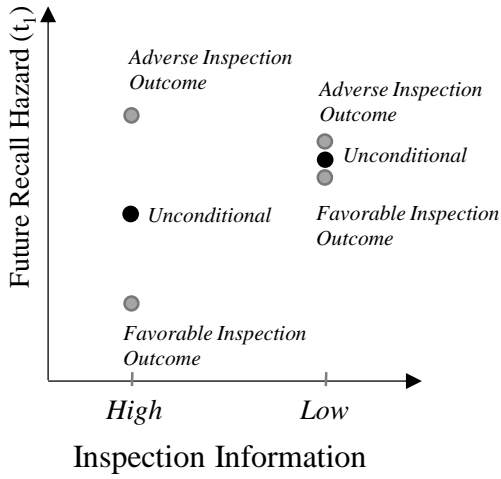 Future Recall Hazard (t₁)
Adverse Inspection
Outcome
Adverse Inspection
Outcome
Unconditional
Unconditional
Favorable Inspection
Outcome
Favorable Inspection
Outcome
High
Low
Inspection Information